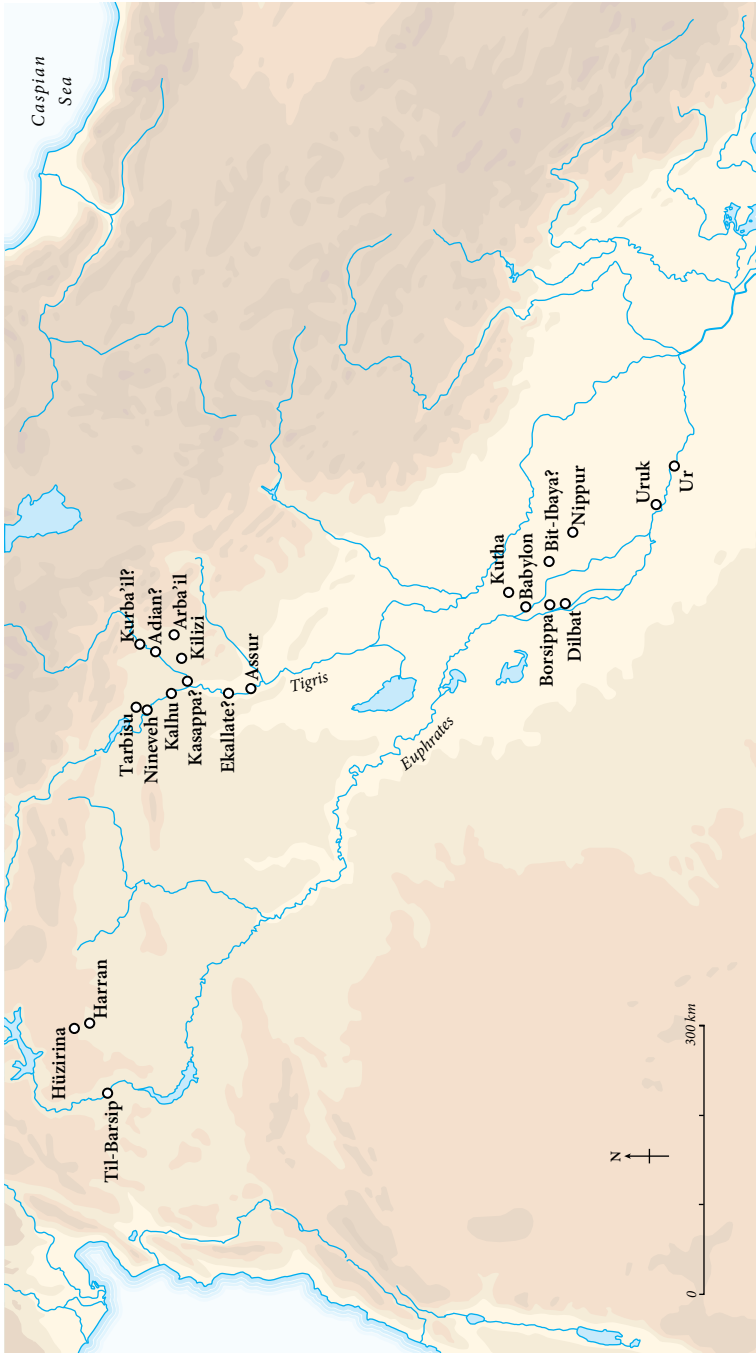 Caspian
Sea
Kurba’il?
Adian?
Arba’il
Kilizi
Tarbisu
Nineveh
Kalhu
Kasappa?
Ekallate?
Assur
Hüzirina
Harran
Til-Barsip
Tigris
Euphrates
Kutha
Babylon
Bit-Ibaya?
Nippur
Borsippa
Dilbat
Uruk
Ur
N
0
300 km